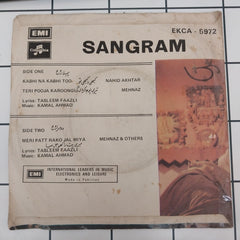 EMI
EKCA - 5972
SANGRAM
SIDE ONE
KABHI NA KABHI TOO. NAHID AKHTAR
TERI POOJA KAROONGI MEHNAZ
Lyrics: TASLEEM FAAZLI
Music: KAMAL AHMAD
SIDE TWO
MERI PATT RAKO JAL MIYA MEHNAZ & OTHERS
Lyrics: TASLEEM FAAZLI
Music: KAMAL AHMAD
EMI
INTERNATIONAL LEADERS IN MUSIC,
ELECTRONICS AND LEISURE
Made in Pakistan